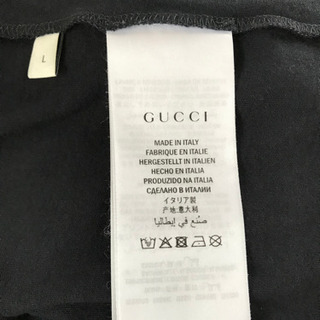 L
GUCCI
MADE IN ITALY
FABRIQUE EN ITALIE
HERGESTELLT IN ITALIEN
HECHO EN ITALIA
PRODUZIDO NA ITALIA
СДЕЛАНО В ИТАЛИИ
イタリア製
产地:意大利
صنع في إيطاليا